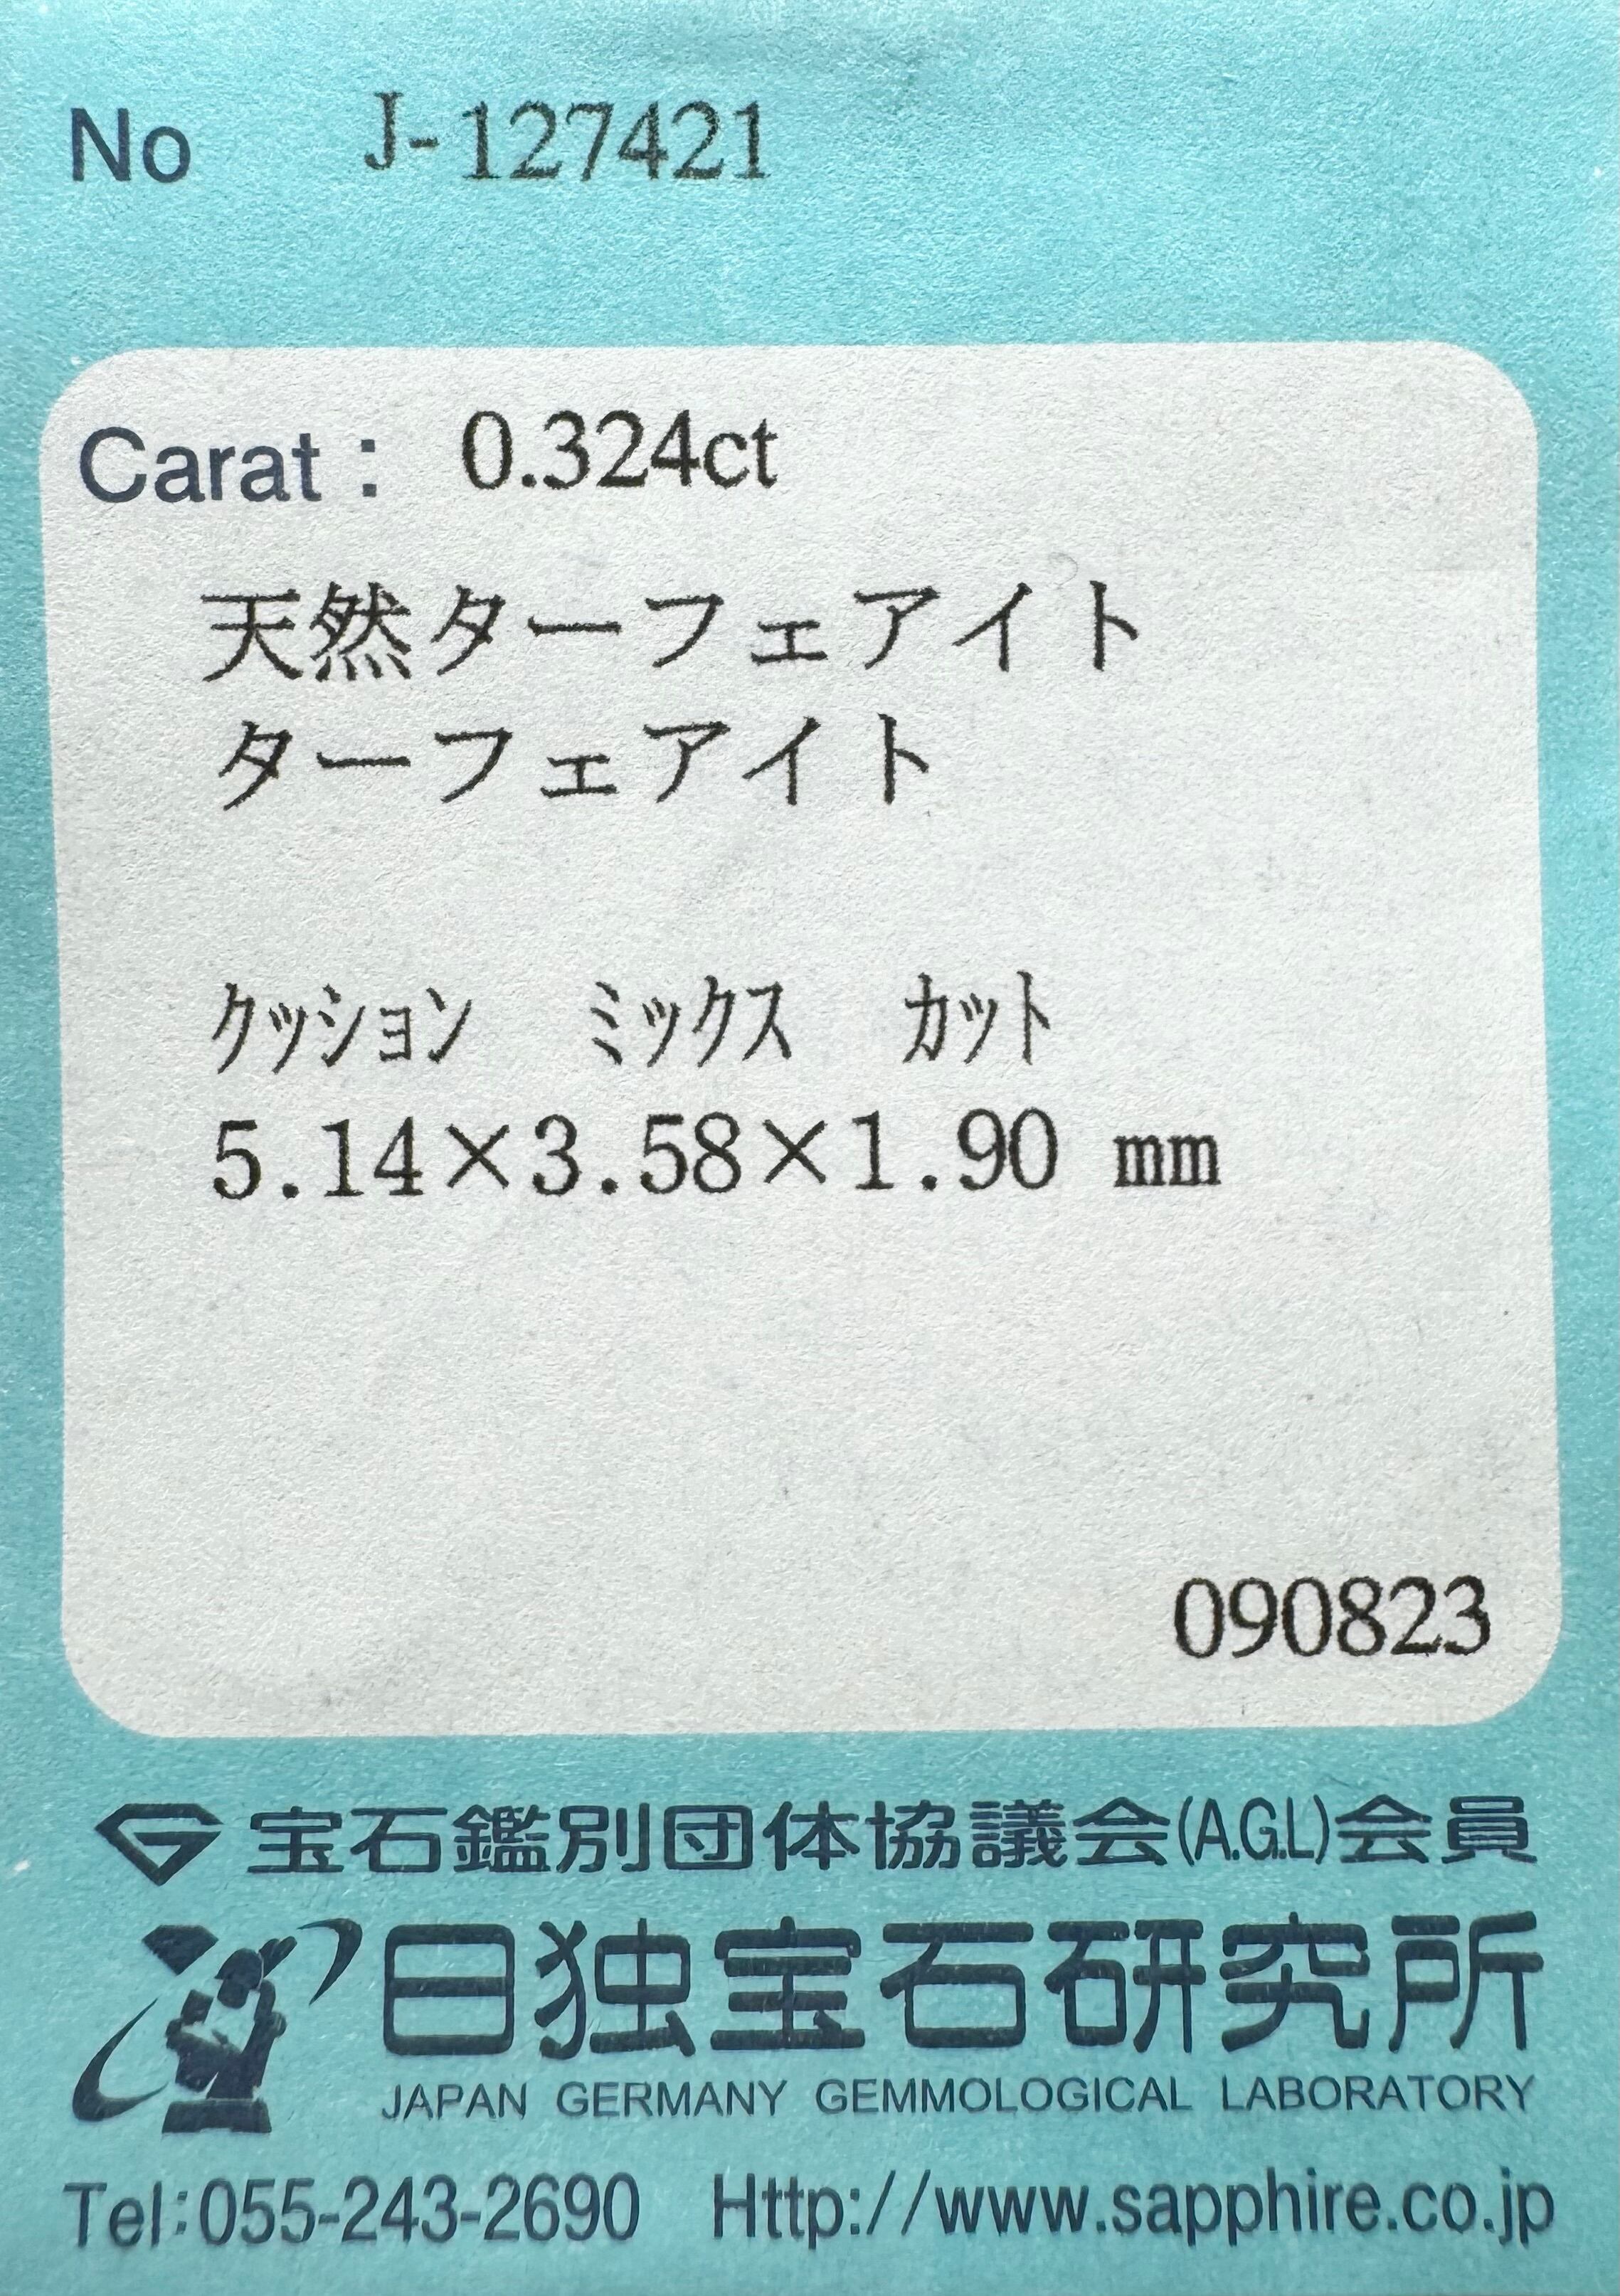 No J-127421
Carat : 0.324ct
天然ターフェアイト
ターフェアイト
ｸｯｼｮﾝ ﾐｯｸｽ ｶｯﾄ
5.14×3.58×1.90 mm
090823
宝石鑑別団体協議会(A.G.L)会員
日独宝石研究所
JAPAN GERMANY GEMMOLOGICAL LABORATORY
Tel:055-243-2690 Http://www.sapphire.co.jp